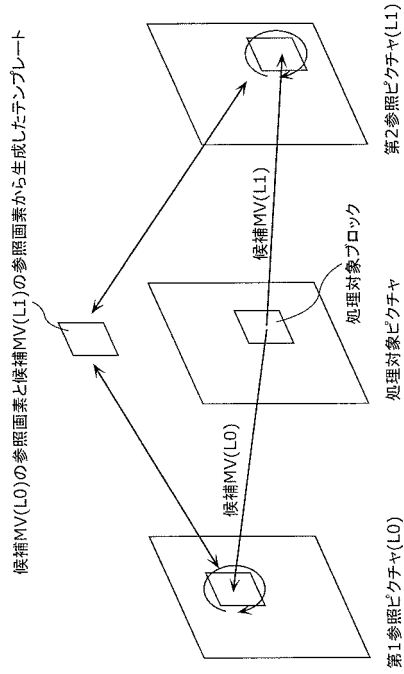 候補MV(L0)の参照画素と候補MV(L1)の参照画素から生成したテンプレート
候補MV(L0)
候補MV(L1)
処理対象ブロック
第1参照ピクチャ(L0)
処理対象ピクチャ
第2参照ピクチャ(L1)